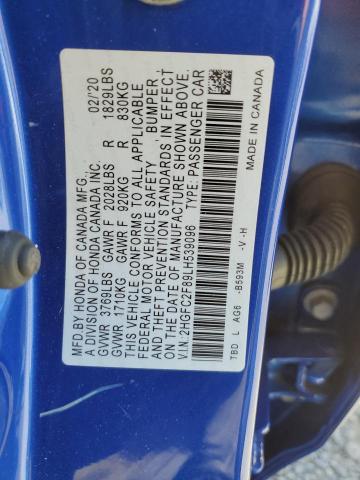 MFD. BY HONDA OF CANADA MFG., 02/20
A DIVISION OF HONDA CANADA INC.
GVWR 3769LBS GAWR F 2028LBS R 1829LBS
GVWR 1710KG GAWR F 920KG R 830KG
THIS VEHICLE CONFORMS TO ALL APPLICABLE
FEDERAL MOTOR VEHICLE SAFETY BUMPER,
AND THEFT PREVENTION STANDARDS IN EFFECT
ON THE DATE OF MANUFACTURE SHOWN ABOVE.
V.I.N.:2HGFC2F89LH539096 TYPE:PASSENGER CAR
TBD L AG6 -B593M -V -H
MADE IN CANADA